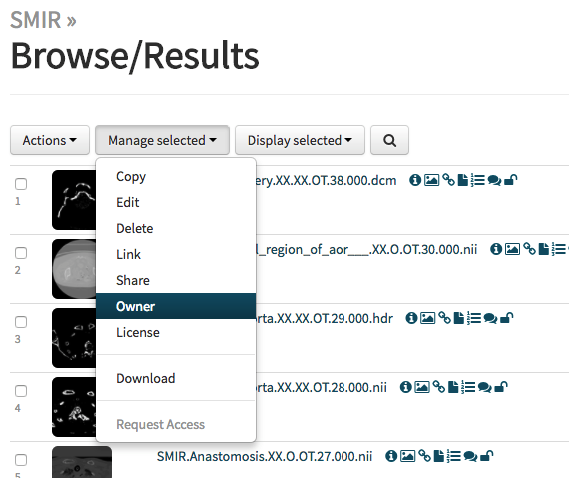 SMIR »
Browse/Results
Actions
Manage selected
Display selected
Copy
Edit
Delete
Link
Share
Owner
License
Download
Request Access
1
ery.XX.XX.OT.38.000.dcm
2
l_region_of_aor___.XX.O.OT.30.000.nii
3
orta.XX.XX.OT.29.000.hdr
4
orta.XX.XX.OT.28.000.nii
5
SMIR.Anastomosis.XX.O.OT.27.000.nii